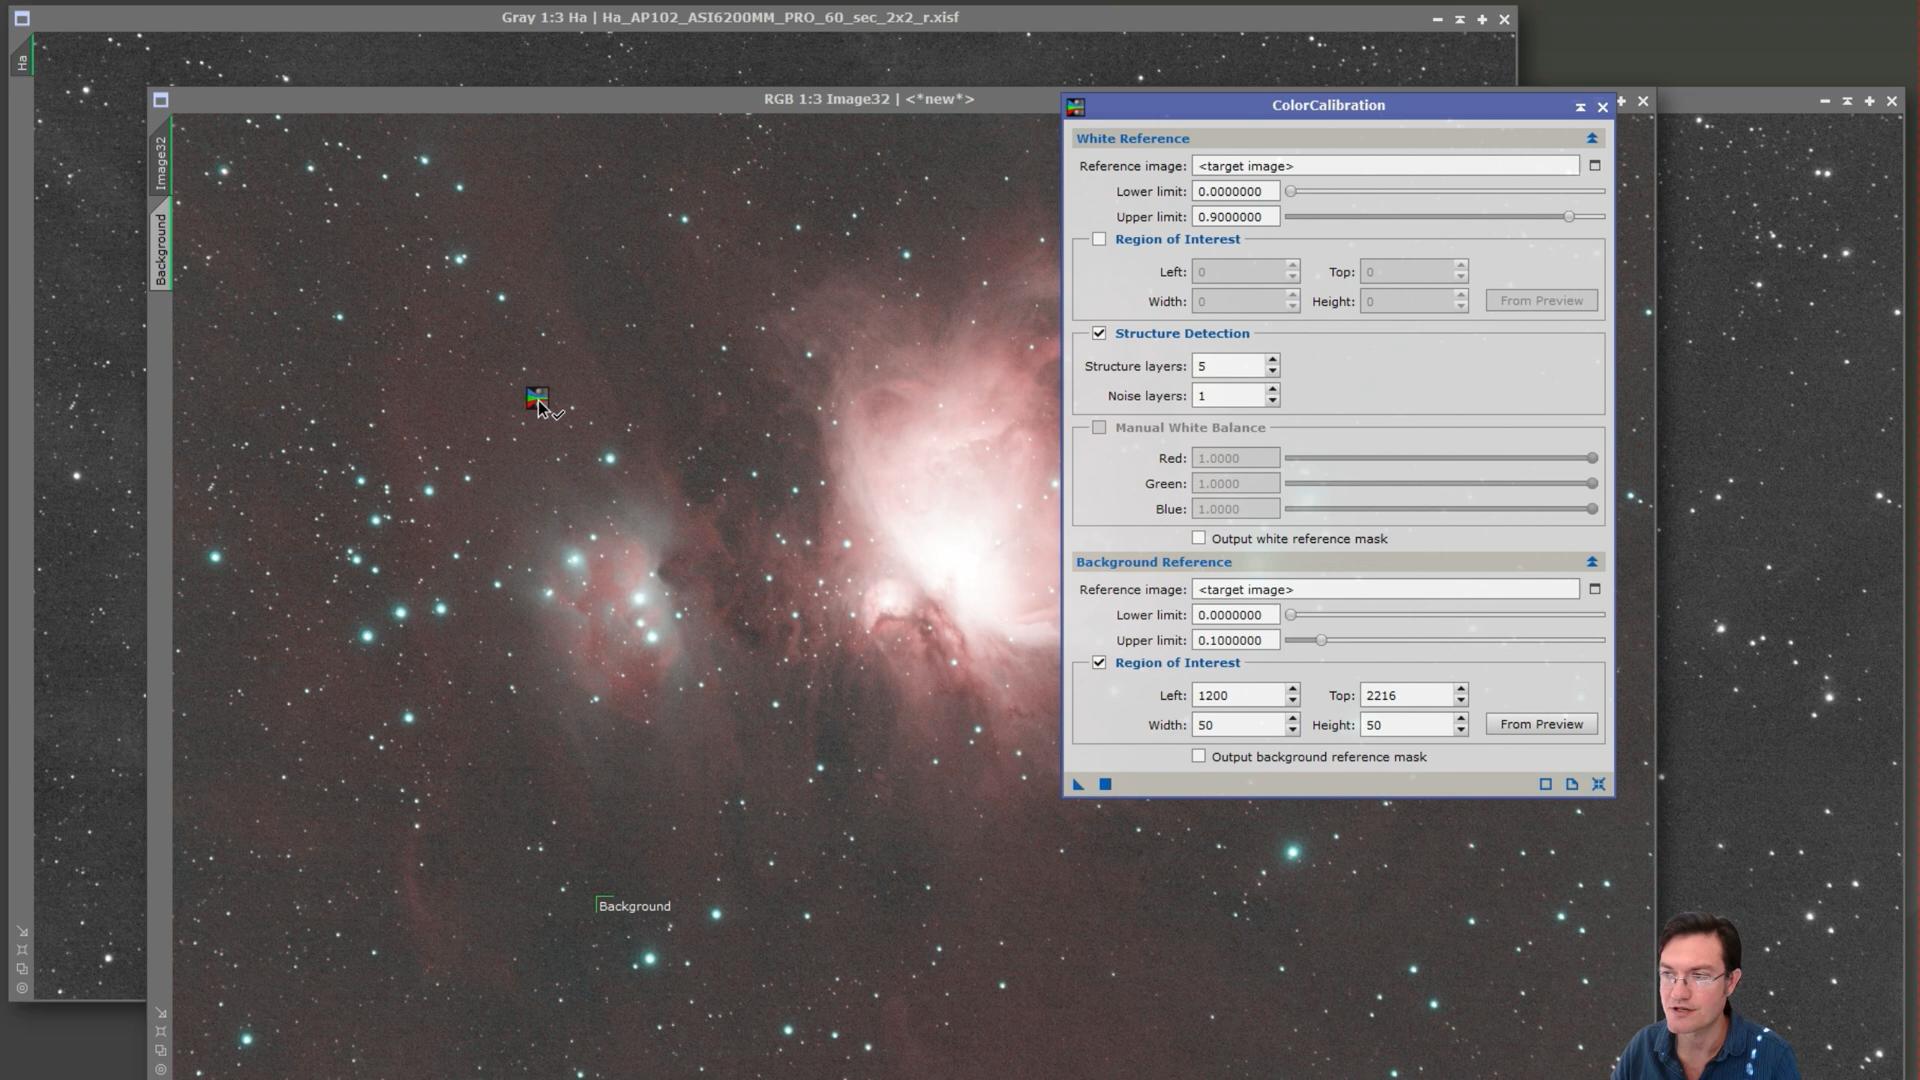 Gray 1:3 Ha | Ha_AP102_ASI6200MM_PRO_60_sec_2x2_r.xisf
Ha
RGB 1:3 Image32 | <*new*>
Image32
Background
ColorCalibration
White Reference
Reference image: <target image>
Lower limit: 0.0000000
Upper limit: 0.9000000
Region of Interest
Left: 0 Top: 0
Width: 0 Height: 0 From Preview
Structure Detection
Structure layers: 5
Noise layers: 1
Manual White Balance
Red: 1.0000
Green: 1.0000
Blue: 1.0000
Output white reference mask
Background Reference
Reference image: <target image>
Lower limit: 0.0000000
Upper limit: 0.1000000
Region of Interest
Left: 1200 Top: 2216
Width: 50 Height: 50 From Preview
Output background reference mask
Background